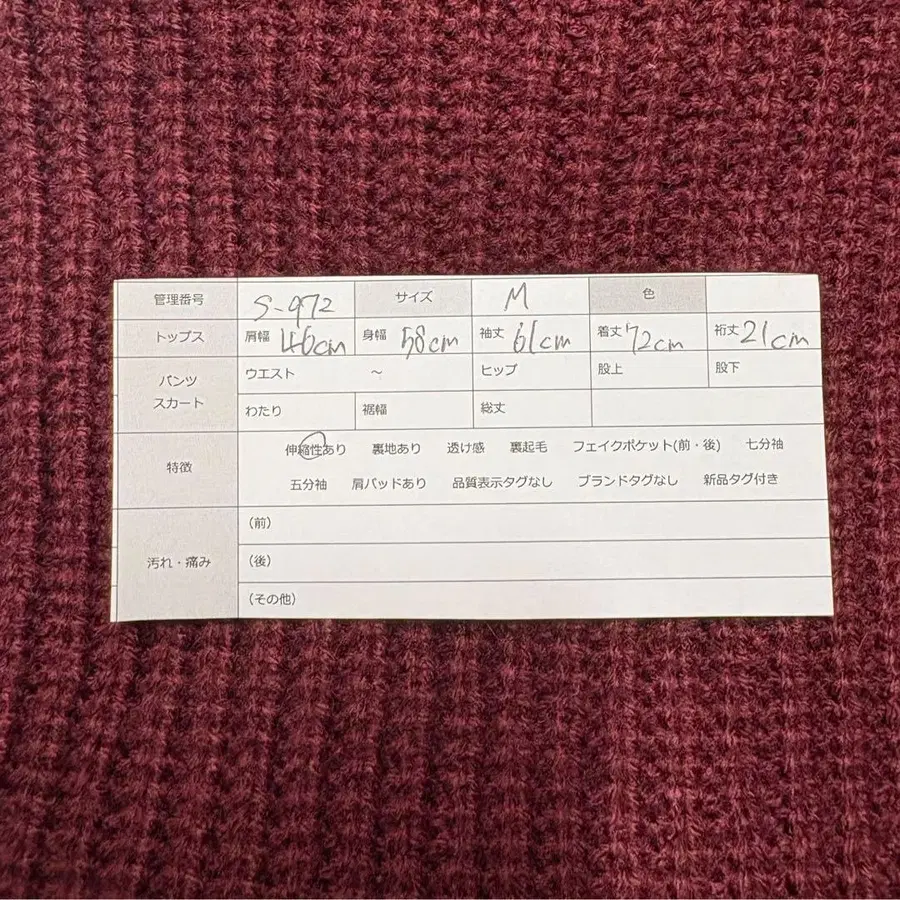 管理番号 S-972 サイズ M 色
トップス 肩幅 46cm 身幅 58cm 袖丈 61cm 着丈 72cm 裄丈 21cm
パンツ スカート ウエスト ～ ヒップ 股上 股下
わたり 裾幅 総丈
特徴 伸縮性あり 裏地あり 透け感 裏起毛 フェイクポケット(前・後) 七分袖
五分袖 肩パッドあり 品質表示タグなし ブランドタグなし 新品タグ付き
汚れ・痛み (前)
(後)
(その他)